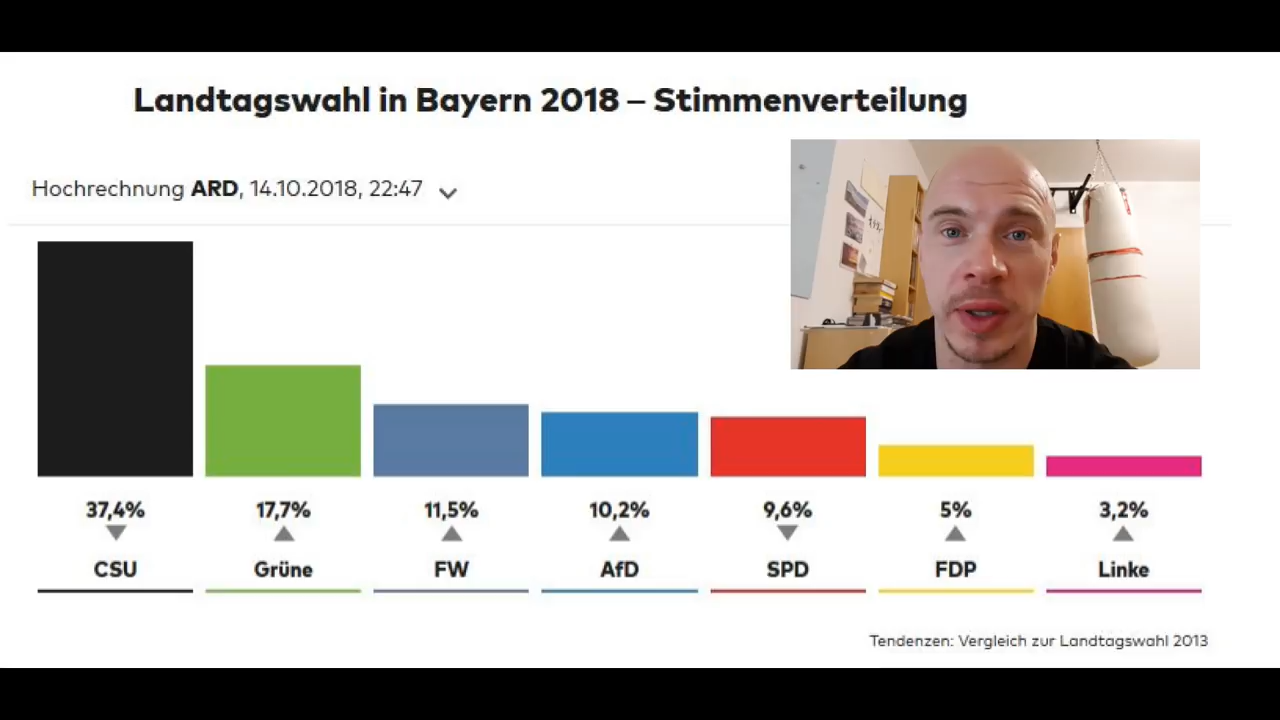 Landtagswahl in Bayern 2018 – Stimmenverteilung
Hochrechnung ARD, 14.10.2018, 22:47
37,4% 17,7% 11,5% 10,2% 9,6% 5% 3,2%
CSU Grüne FW AfD SPD FDP Linke
Tendenzen: Vergleich zur Landtagswahl 2013